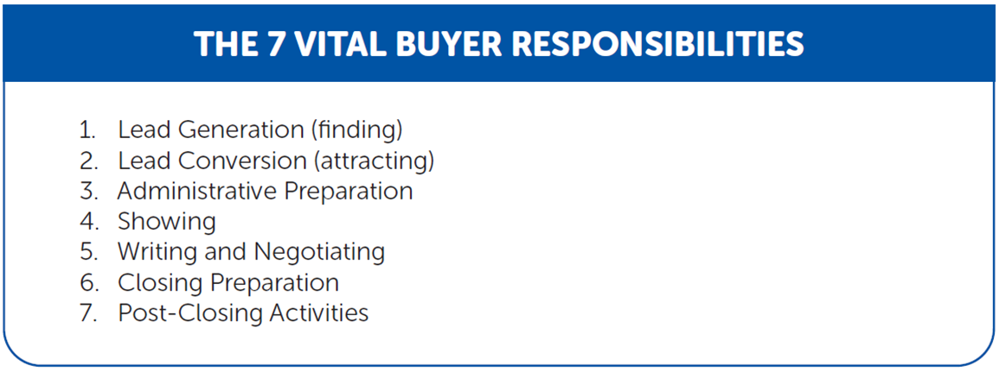 THE 7 VITAL BUYER RESPONSIBILITIES
1. Lead Generation (finding)
2. Lead Conversion (attracting)
3. Administrative Preparation
4. Showing
5. Writing and Negotiating
6. Closing Preparation
7. Post-Closing Activities